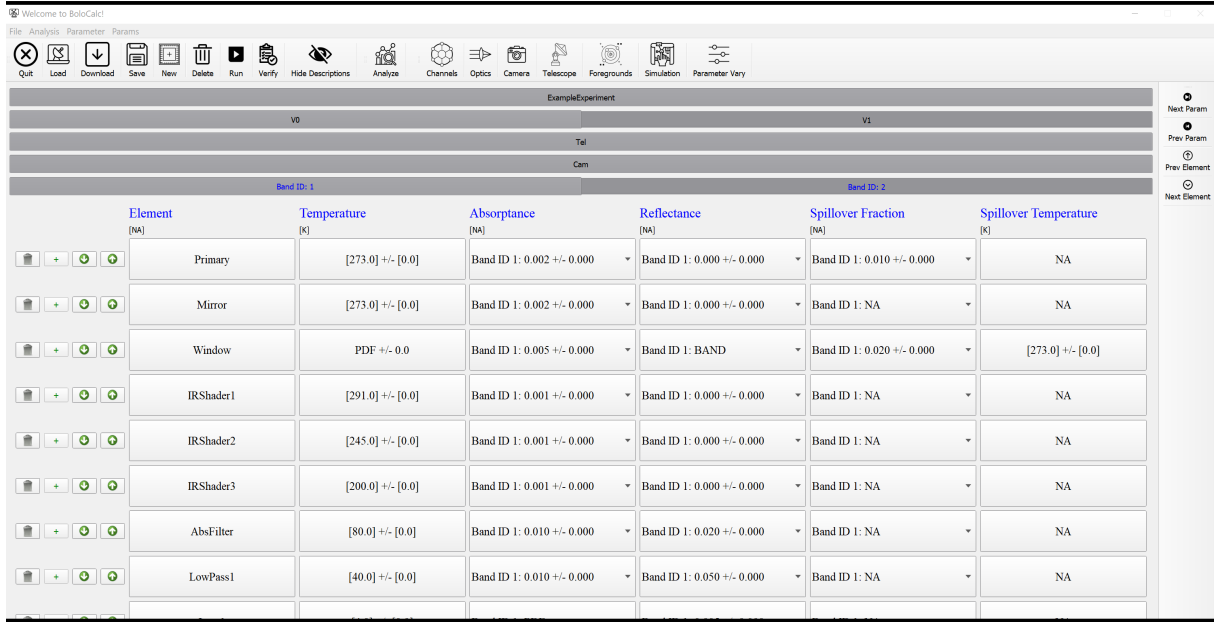 Welcome to BoloCalc!
File Analysis Parameter Params
Quit Load Download Save New Delete Run Verify Hide Descriptions Analyze Channels Optics Camera Telescope Foregrounds Simulation Parameter Vary
ExampleExperiment
V0 V1
Tel
Cam
Band ID: 1 Band ID: 2
Next Param
Prev Param
Prev Element
Next Element
Element Temperature Absorptance Reflectance Spillover Fraction Spillover Temperature
[NA] [K] [NA] [NA] [NA] [K]
+ Primary [273.0] +/- [0.0] Band ID 1: 0.002 +/- 0.000 Band ID 1: 0.000 +/- 0.000 Band ID 1: 0.010 +/- 0.000 NA
+ Mirror [273.0] +/- [0.0] Band ID 1: 0.002 +/- 0.000 Band ID 1: 0.000 +/- 0.000 Band ID 1: NA NA
+ Window PDF +/- 0.0 Band ID 1: 0.005 +/- 0.000 Band ID 1: BAND Band ID 1: 0.020 +/- 0.000 [273.0] +/- [0.0]
+ IRShader1 [291.0] +/- [0.0] Band ID 1: 0.001 +/- 0.000 Band ID 1: 0.000 +/- 0.000 Band ID 1: NA NA
+ IRShader2 [245.0] +/- [0.0] Band ID 1: 0.001 +/- 0.000 Band ID 1: 0.000 +/- 0.000 Band ID 1: NA NA
+ IRShader3 [200.0] +/- [0.0] Band ID 1: 0.001 +/- 0.000 Band ID 1: 0.000 +/- 0.000 Band ID 1: NA NA
+ AbsFilter [80.0] +/- [0.0] Band ID 1: 0.010 +/- 0.000 Band ID 1: 0.020 +/- 0.000 Band ID 1: NA NA
+ LowPass1 [40.0] +/- [0.0] Band ID 1: 0.010 +/- 0.000 Band ID 1: 0.050 +/- 0.000 Band ID 1: NA NA